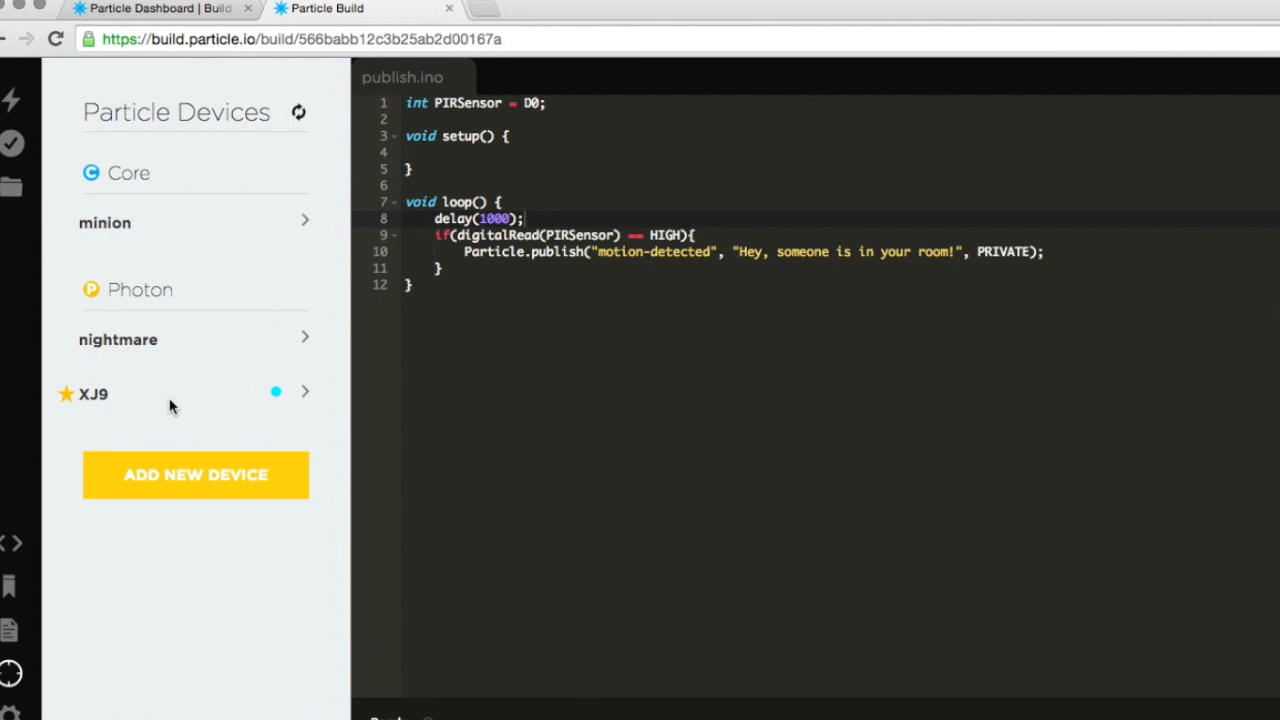 Particle Dashboard | Build
Particle Build
https://build.particle.io/build/566babb12c3b25ab2d00167a
Particle Devices
C Core
minion
P Photon
nightmare
XJ9
ADD NEW DEVICE
publish.ino
1 int PIRSensor = D0;
2
3 void setup() {
4
5 }
6
7 void loop() {
8 delay(1000);
9 if(digitalRead(PIRSensor) == HIGH){
10 Particle.publish("motion-detected", "Hey, someone is in your room!", PRIVATE);
11 }
12 }